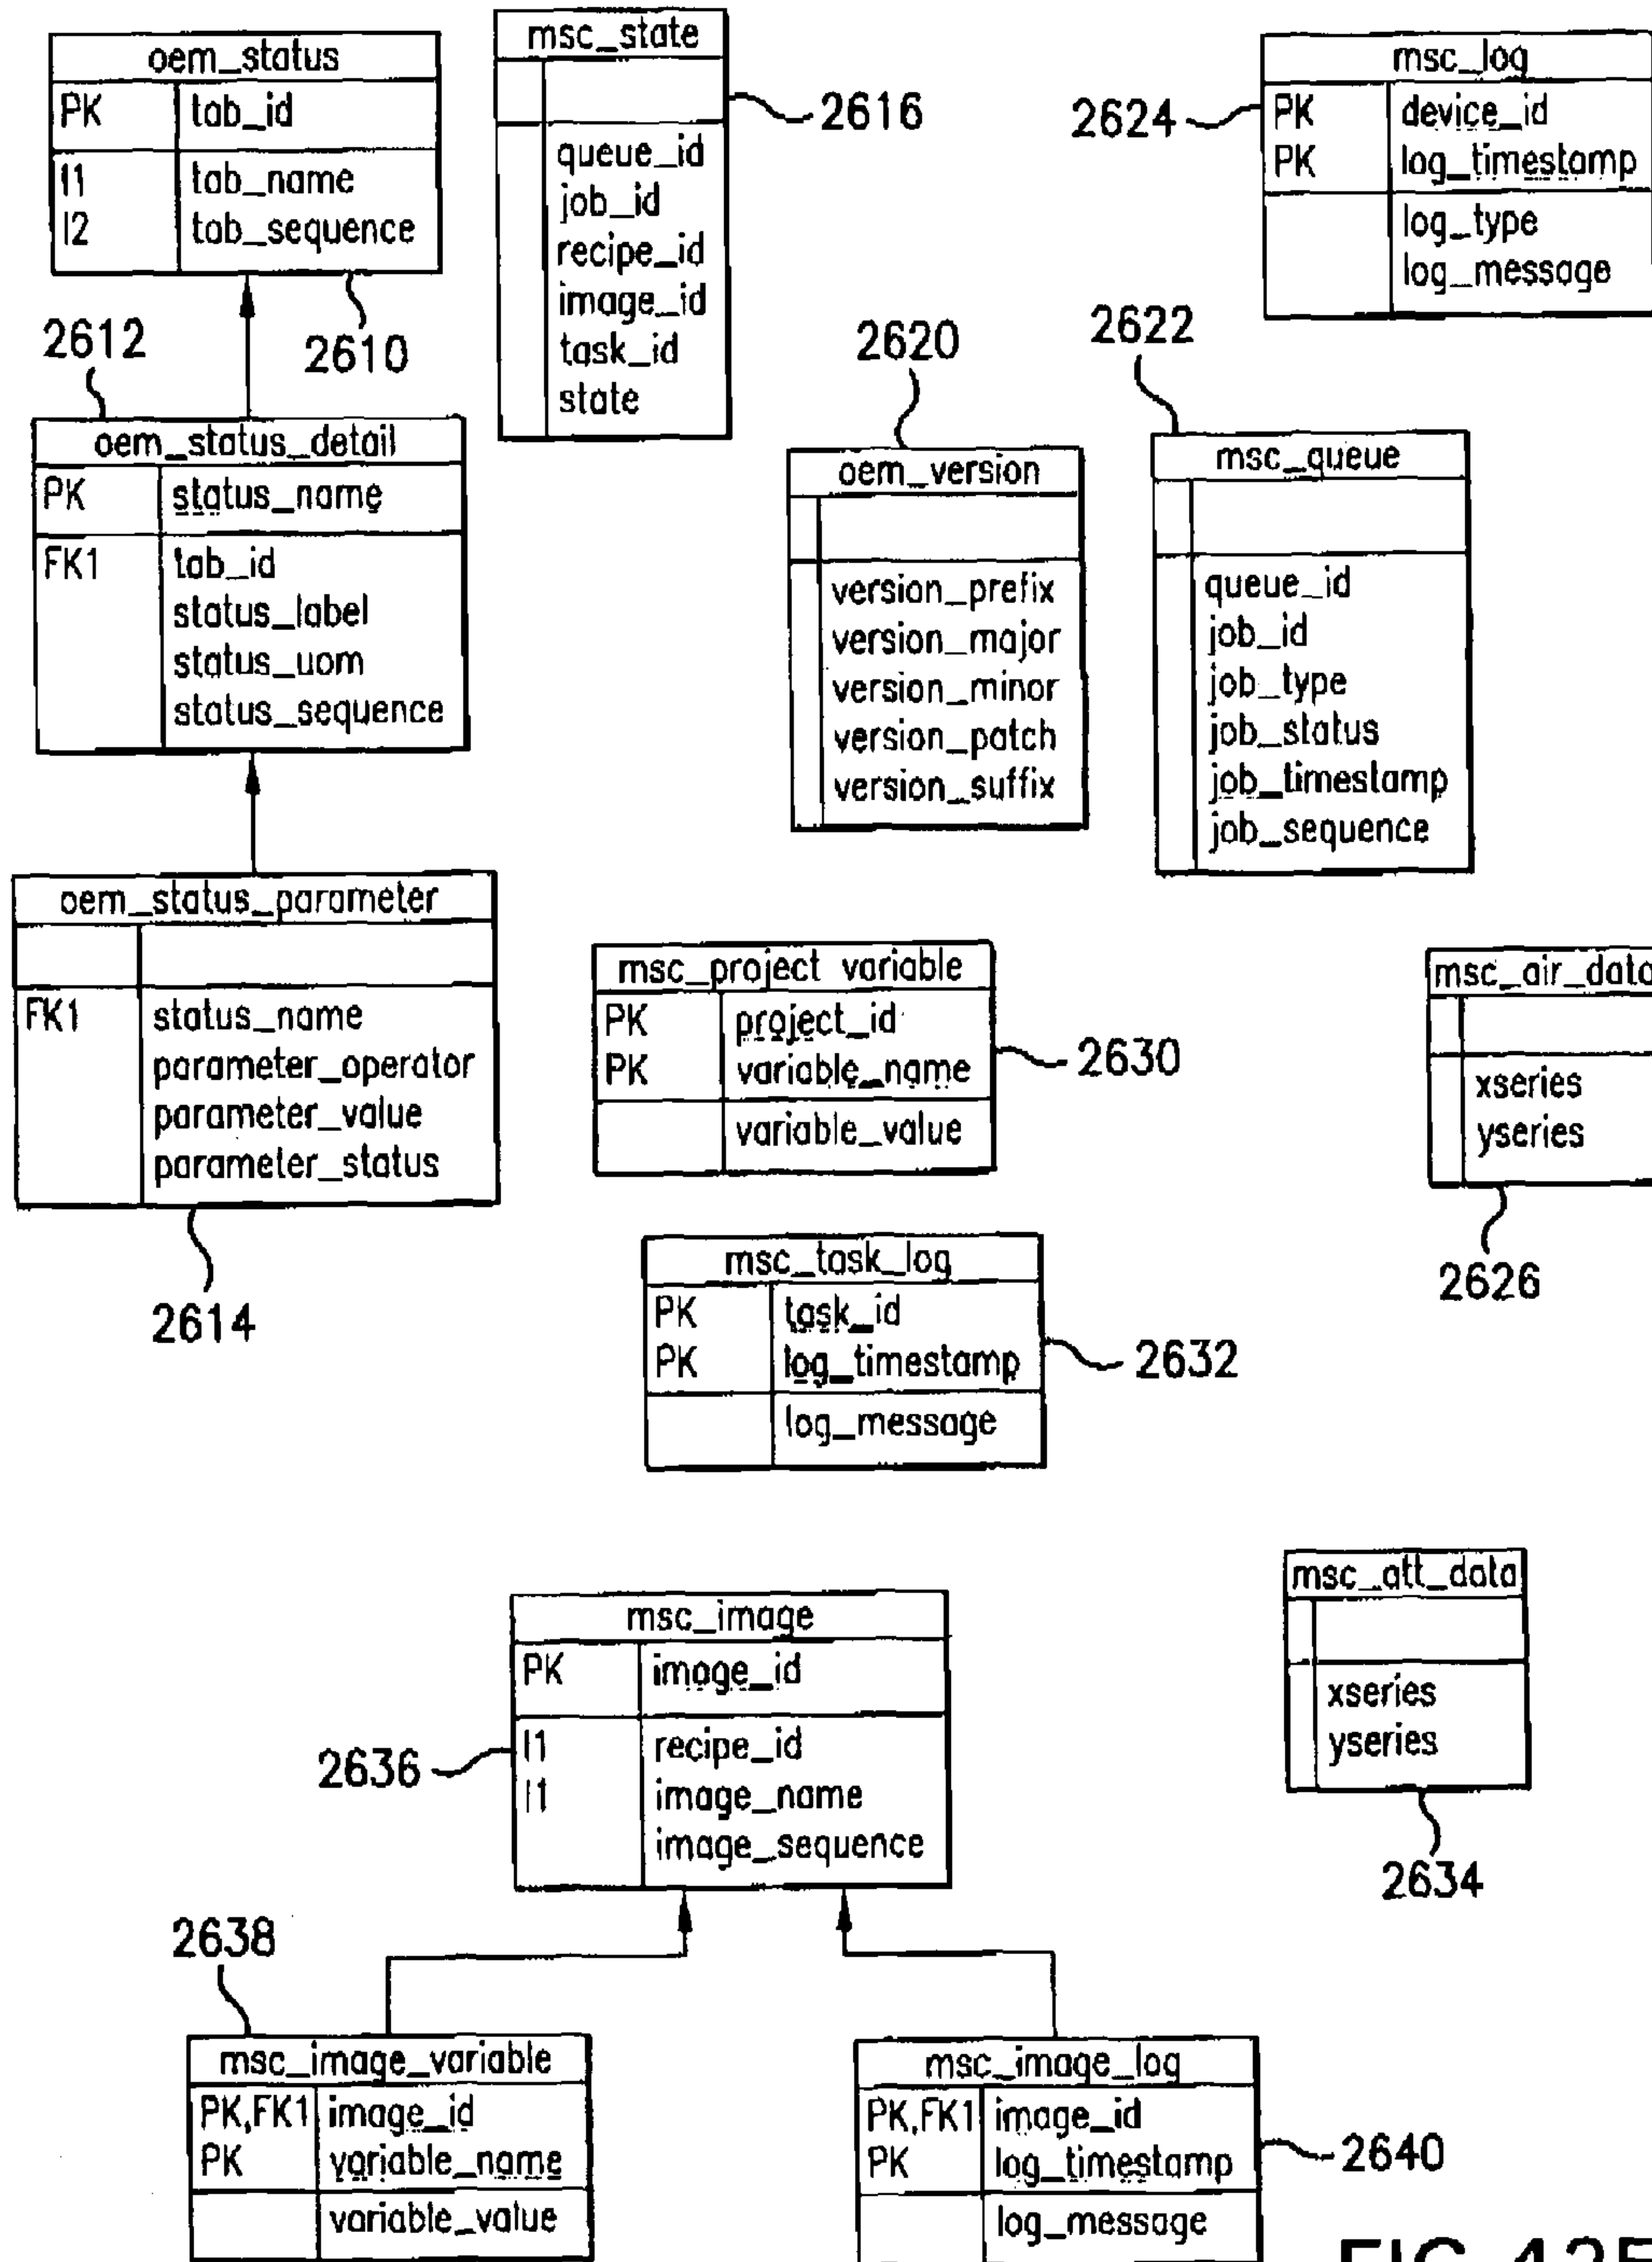 oem_status
PK tab_id
I1 tab_name
I2 tab_sequence
2610
msc_state
queue_id
job_id
recipe_id
image_id
task_id
state
2616
msc_log
PK device_id
PK log_timestamp
log_type
log_message
2624
2612
oem_status_detail
PK status_name
FK1 tab_id
status_label
status_uom
status_sequence
2620
oem_version
version_prefix
version_major
version_minor
version_patch
version_suffix
2622
msc_queue
queue_id
job_id
job_type
job_status
job_timestamp
job_sequence
oem_status_parameter
FK1 status_name
parameter_operator
parameter_value
parameter_status
2614
msc_project variable
PK project_id
PK variable_name
variable_value
2630
msc_air_data
xseries
yseries
2626
msc_task_log
PK task_id
PK log_timestamp
log_message
2632
msc_image
PK image_id
I1 recipe_id
I1 image_name
image_sequence
2636
msc_att_data
xseries
yseries
2634
2638
msc_image_variable
PK,FK1 image_id
PK variable_name
variable_value
msc_image_log
PK,FK1 image_id
PK log_timestamp
log_message
2640